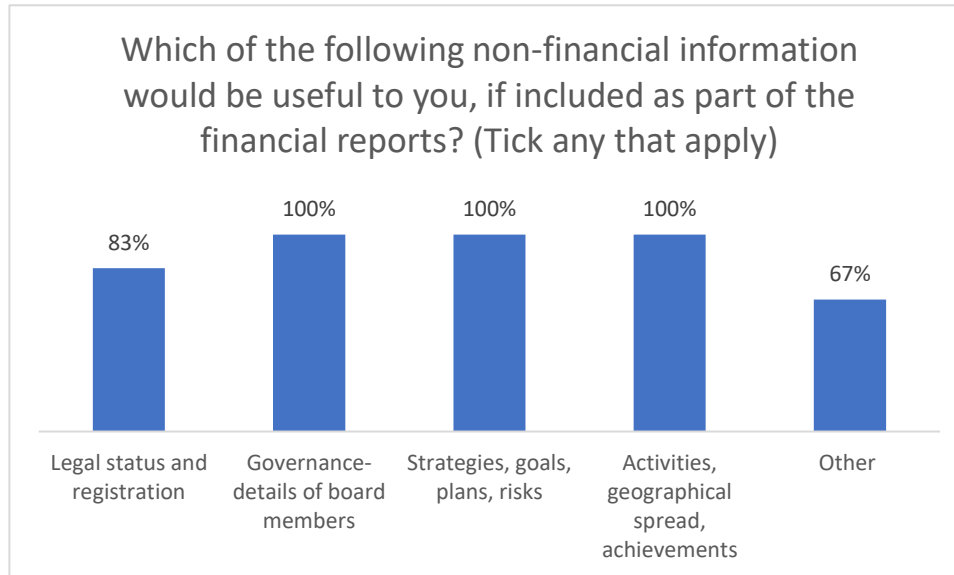 Which of the following non-financial information
would be useful to you, if included as part of the
financial reports? (Tick any that apply)
83%
100%
100%
100%
67%
Legal status and
registration
Governance-
details of board
members
Strategies, goals,
plans, risks
Activities,
geographical
spread,
achievements
Other